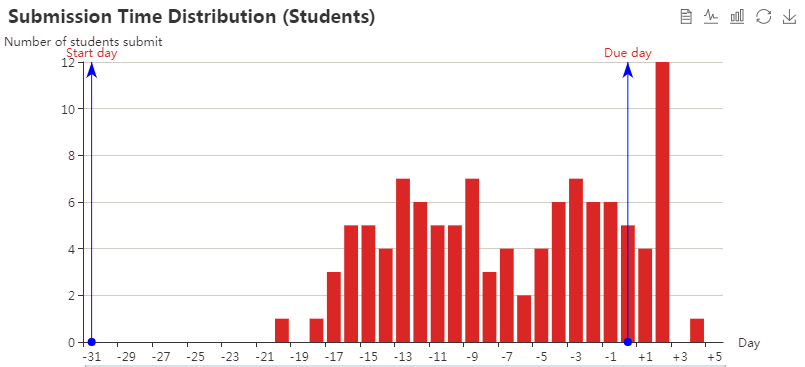 Submission Time Distribution (Students)
Number of students submit
Start day
Due day
12
10
8
6
4
2
0
-31 -29 -27 -25 -23 -21 -19 -17 -15 -13 -11 -9 -7 -5 -3 -1 +1 +3 +5
Day